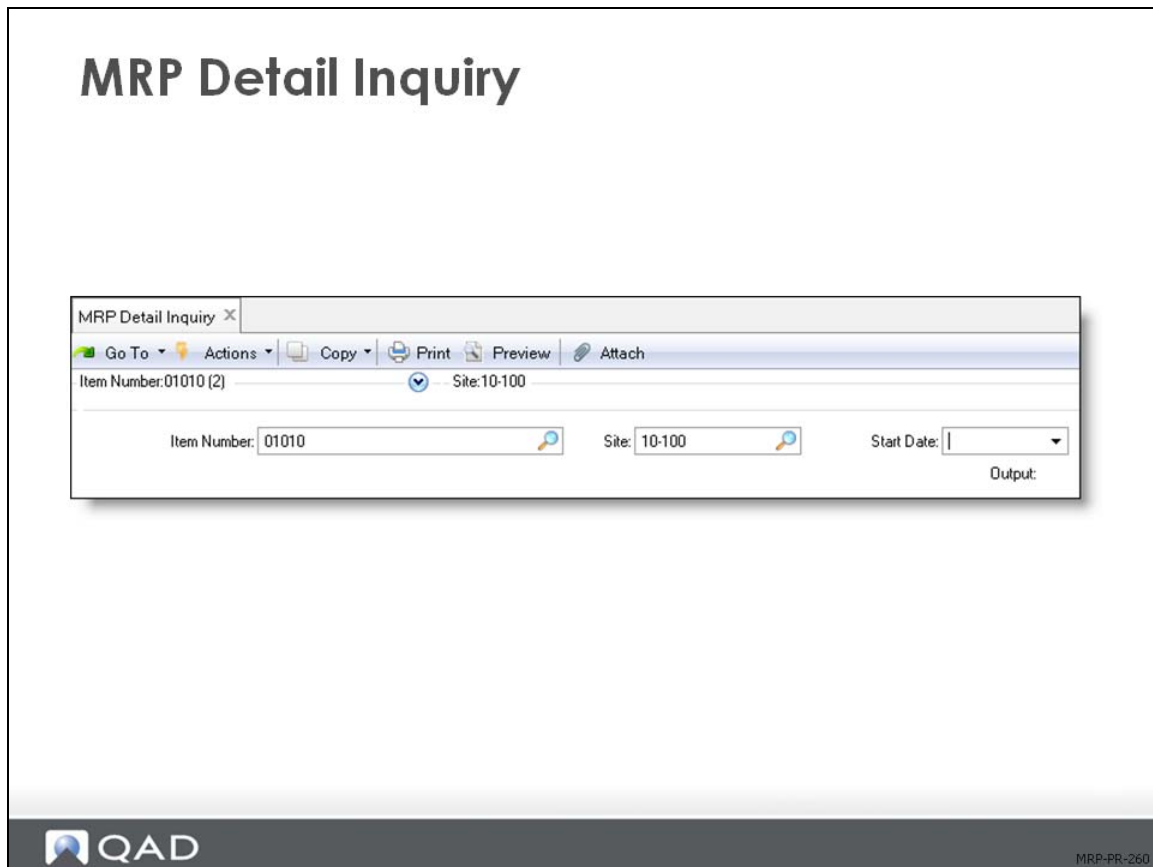 MRP Detail Inquiry
MRP Detail Inquiry
Go To Actions Copy Print Preview Attach
Item Number:01010 (2) Site:10-100
Item Number: 01010 Site: 10-100 Start Date:
Output:
QAD
MRP-PR-260